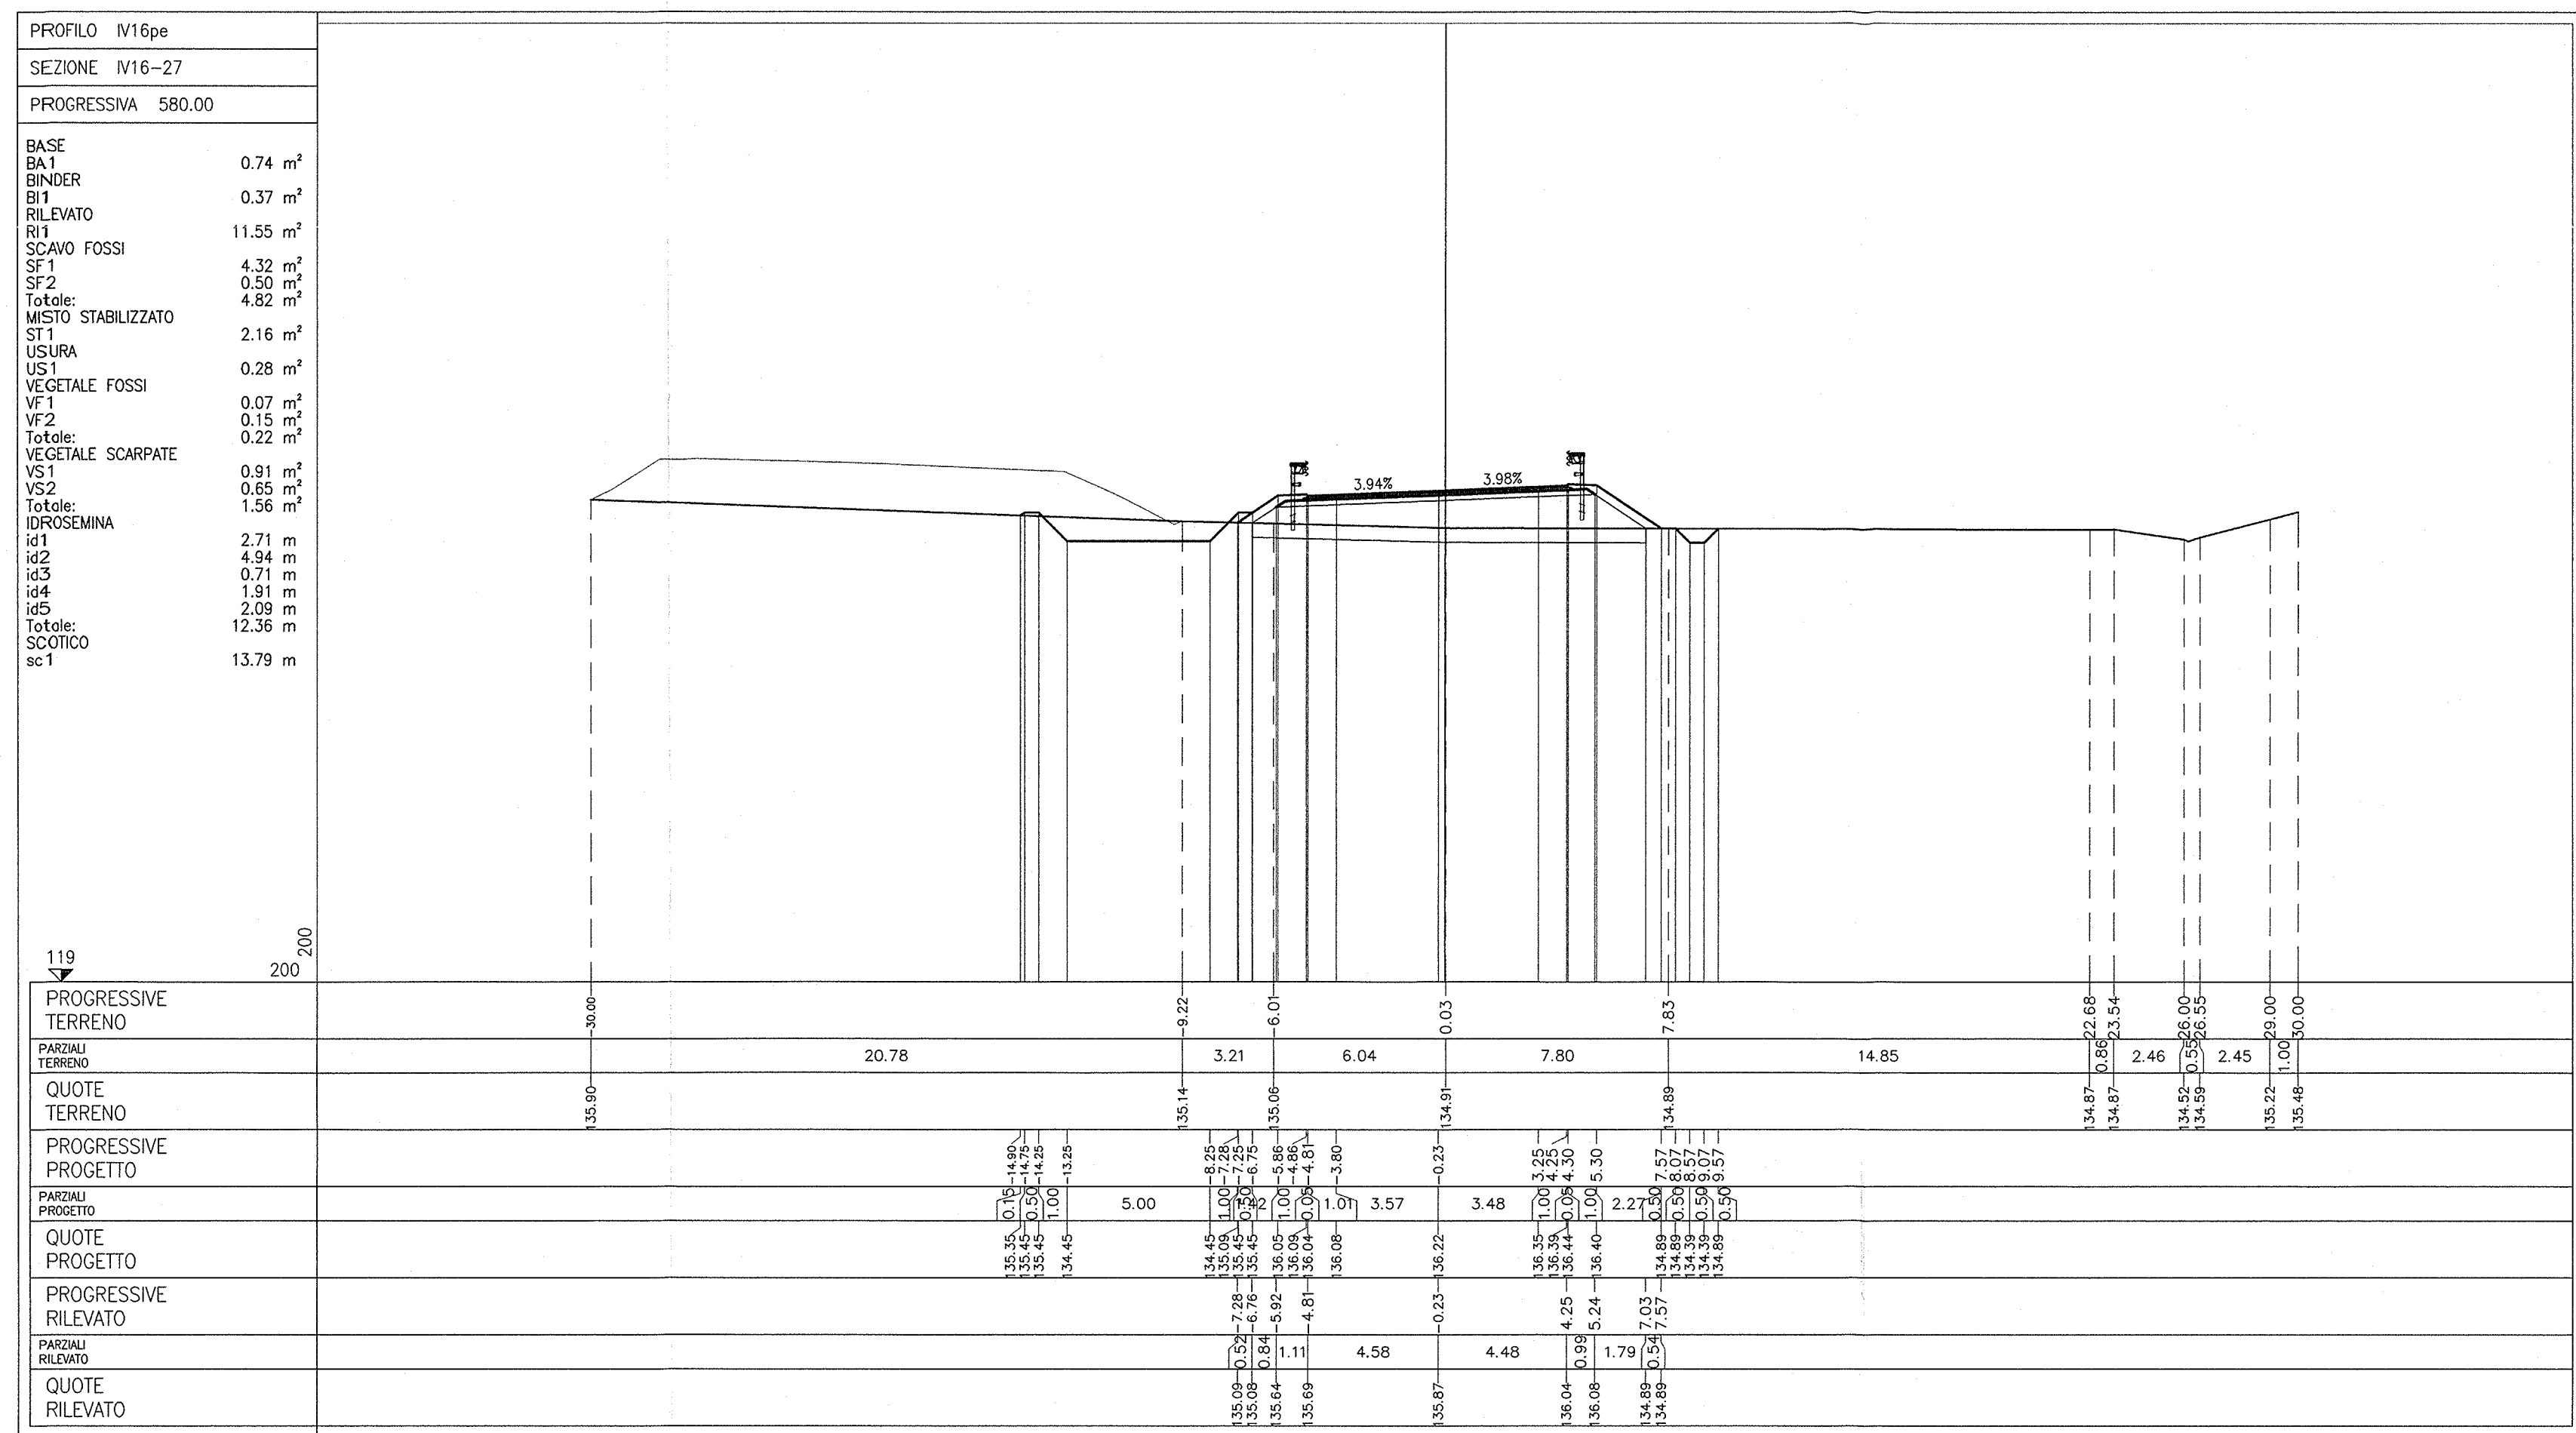 PROFILO IV16pe
SEZIONE IV16-27
PROGRESSIVA 580.00
BASE
BA1 0.74 m²
BINDER
BI1 0.37 m²
RILEVATO
RI1 11.55 m²
SCAVO FOSSI
SF1 4.32 m²
SF2 0.50 m²
Totale: 4.82 m²
MISTO STABILIZZATO
ST1 2.16 m²
USURA
US1 0.28 m²
VEGETALE FOSSI
VF1 0.07 m²
VF2 0.15 m²
Totale: 0.22 m²
VEGETALE SCARPATE
VS1 0.91 m²
VS2 0.65 m²
Totale: 1.56 m²
IDROSEMINA
id1 2.71 m
id2 4.94 m
id3 0.71 m
id4 1.91 m
id5 2.09 m
Totale: 12.36 m
SCOTICO
sc1 13.79 m
3.94% 3.98%
119 200 200
PROGRESSIVE TERRENO -30.00 -9.22 -6.01 0.03 7.83 22.68 23.54 26.00 26.55 29.00 30.00
PARZIALI TERRENO 20.78 3.21 6.04 7.80 14.85 0.86 2.46 0.55 2.45 1.00
QUOTE TERRENO 135.90 135.14 135.06 134.91 134.89 134.87 134.87 134.52 134.59 135.22 135.48
PROGRESSIVE PROGETTO -14.90 -14.75 -14.25 -13.25 -8.25 -7.28 -7.25 -6.75 -5.86 -4.86 -4.81 -3.80 -0.23 3.25 4.25 4.30 5.30 7.57 8.07 8.57 9.07 9.57
PARZIALI PROGETTO 0.15 0.50 1.00 5.00 1.00 0.50 1.00 0.05 1.01 3.57 3.48 1.00 0.05 1.00 2.27 0.50 0.50 0.50 0.50
QUOTE PROGETTO 135.35 135.45 135.45 134.45 134.45 135.09 135.45 135.45 136.05 136.09 136.04 136.08 136.22 136.35 136.39 136.44 136.40 134.89 134.89 134.39 134.39 134.89
PROGRESSIVE RILEVATO -7.28 -6.76 -5.92 -4.81 -0.23 4.25 5.24 7.03 7.57
PARZIALI RILEVATO 0.52 0.84 1.11 4.58 4.48 0.99 1.79 0.54
QUOTE RILEVATO 135.09 135.08 135.64 135.69 135.87 136.04 136.08 134.89 134.89